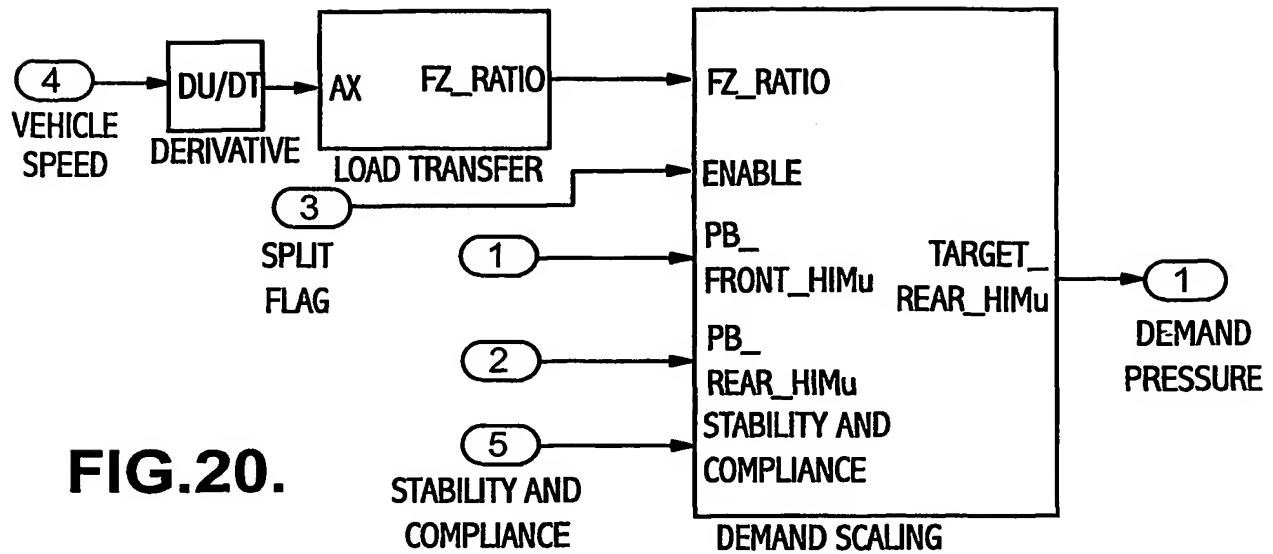 4
VEHICLE
SPEED
DU/DT
DERIVATIVE
AX
FZ_RATIO
LOAD TRANSFER
3
SPLIT
FLAG
1
2
5
STABILITY AND
COMPLIANCE
FZ_RATIO
ENABLE
PB_
FRONT_HIMu
PB_
REAR_HIMu
STABILITY AND
COMPLIANCE
TARGET_
REAR_HIMu
DEMAND SCALING
1
DEMAND
PRESSURE
FIG.20.